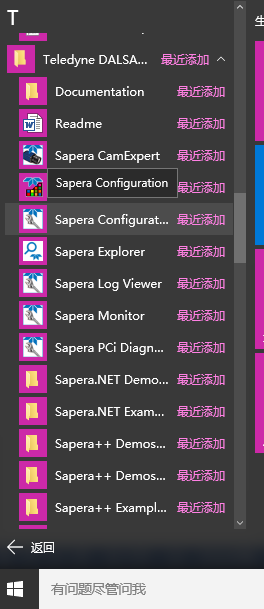 T
Teledyne DALSA... 最近添加
Documentation 最近添加
Readme 最近添加
Sapera CamExpert 最近添加
Sapera Configuration 最近添加
Sapera Configurat... 最近添加
Sapera Explorer 最近添加
Sapera Log Viewer 最近添加
Sapera Monitor 最近添加
Sapera PCi Diagn... 最近添加
Sapera.NET Demo... 最近添加
Sapera.NET Exam... 最近添加
Sapera++ Demos... 最近添加
Sapera++ Demos... 最近添加
Sapera++ Exampl... 最近添加
返回
有问题尽管问我